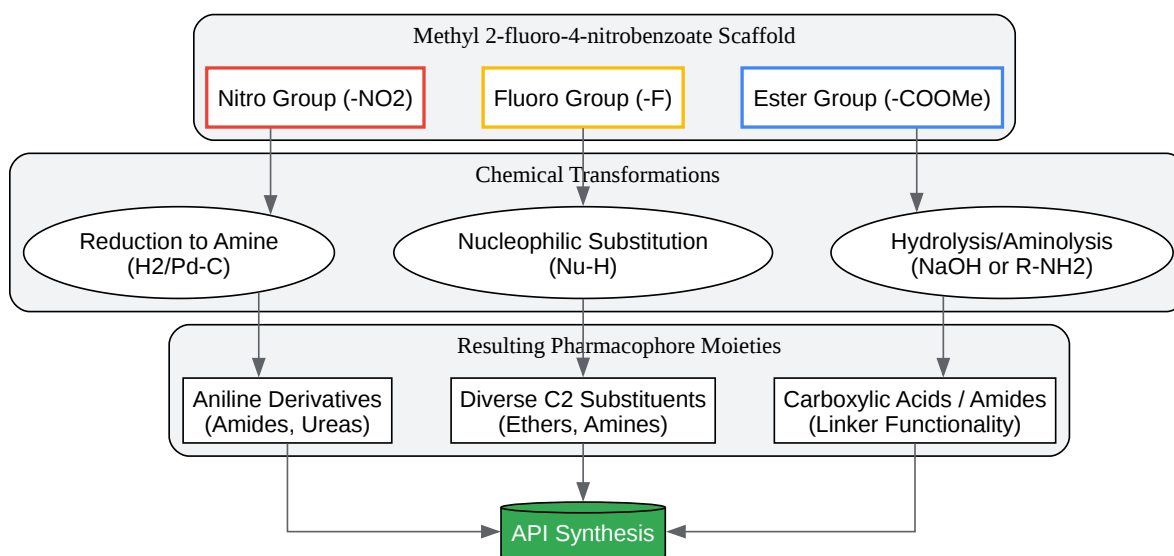 Methyl 2-fluoro-4-nitrobenzoate Scaffold
Nitro Group (-NO2)
Fluoro Group (-F)
Ester Group (-COOMe)
Chemical Transformations
Reduction to Amine
(H2/Pd-C)
Nucleophilic Substitution
(Nu-H)
Hydrolysis/Aminolysis
(NaOH or R-NH2)
Resulting Pharmacophore Moieties
Aniline Derivatives
(Amides, Ureas)
Diverse C2 Substituents
(Ethers, Amines)
Carboxylic Acids / Amides
(Linker Functionality)
API Synthesis